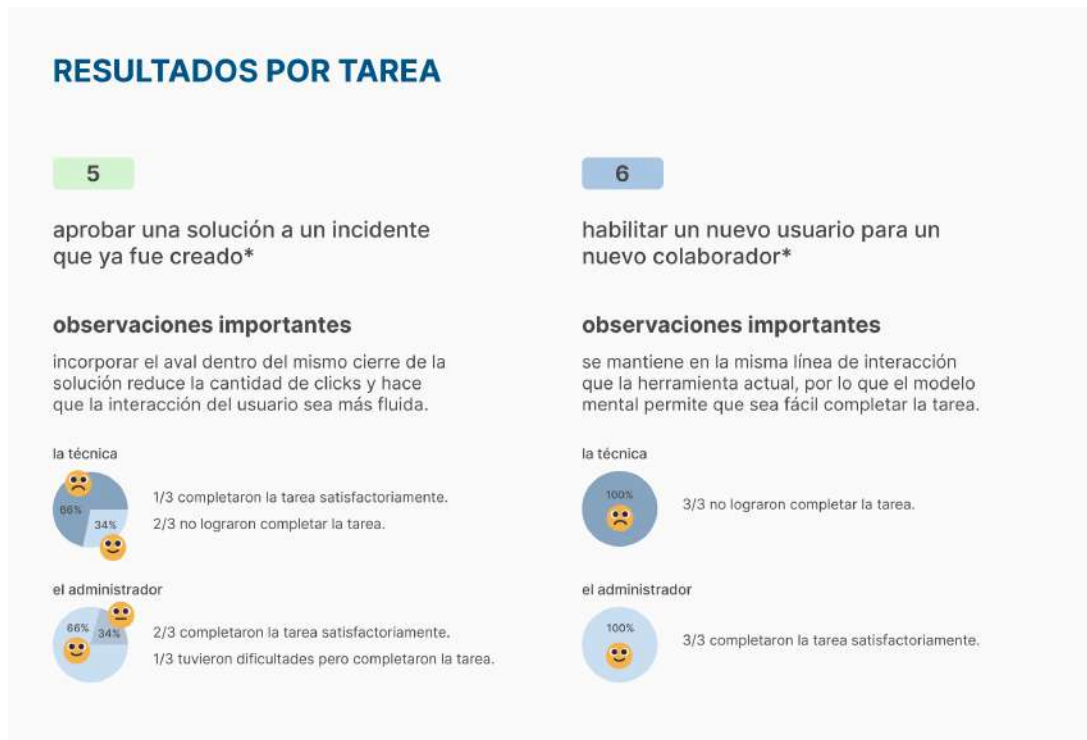 RESULTADOS POR TAREA
5
aprobar una solución a un incidente
que ya fue creado*
observaciones importantes
incorporar el aval dentro del mismo cierre de la
solución reduce la cantidad de clicks y hace
que la interacción del usuario sea más fluida.
la técnica
66%
34%
1/3 completaron la tarea satisfactoriamente.
2/3 no lograron completar la tarea.
el administrador
66%
34%
2/3 completaron la tarea satisfactoriamente.
1/3 tuvieron dificultades pero completaron la tarea.
6
habilitar un nuevo usuario para un
nuevo colaborador*
observaciones importantes
se mantiene en la misma línea de interacción
que la herramienta actual, por lo que el modelo
mental permite que sea fácil completar la tarea.
la técnica
100%
3/3 no lograron completar la tarea.
el administrador
100%
3/3 completaron la tarea satisfactoriamente.